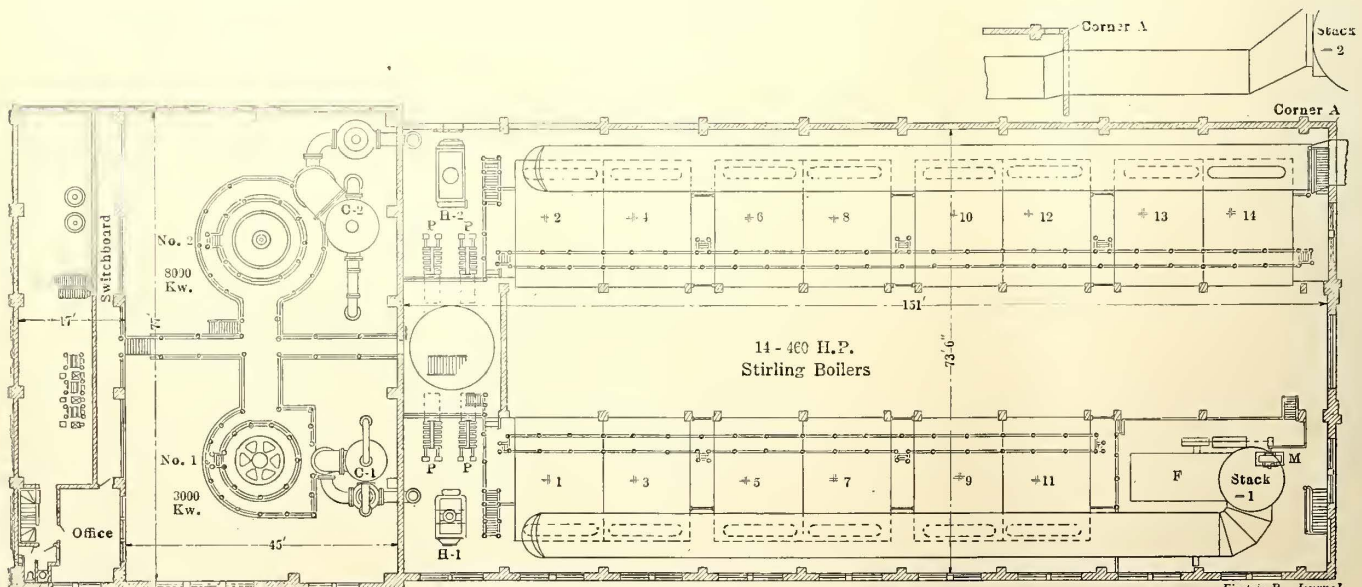 Corner A
Stack
-2
Corner A
Switchboard
No. 2
8000
Kw.
C-2
H-2
P P
#2 #4 #6 #8 #10 #12 #13 #14
17'
77'
151'
14 - 460 H.P.
Stirling Boilers
73'-6"
No. 1
3000
Kw.
C-1
P P
#1 #3 #5 #7 #9 #11
F
Stack
-1
M
Office
45'
H-1
Journal